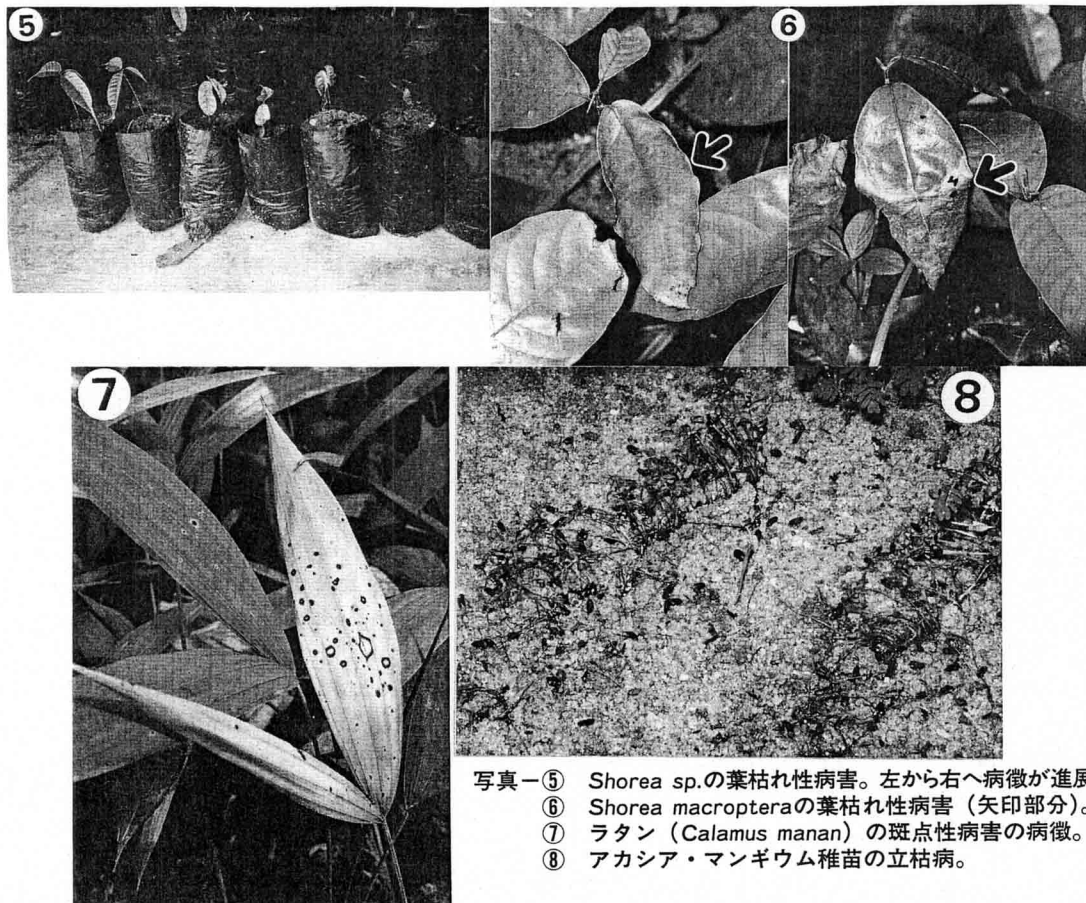 ⑤
⑥
⑦
⑧
写真－⑤ Shorea sp.の葉枯れ性病害。左から右へ病徴が進展
⑥ Shorea macropteraの葉枯れ性病害（矢印部分）。
⑦ ラタン（Calamus manan）の斑点性病害の病徴。
⑧ アカシア・マンギウム稚苗の立枯病。